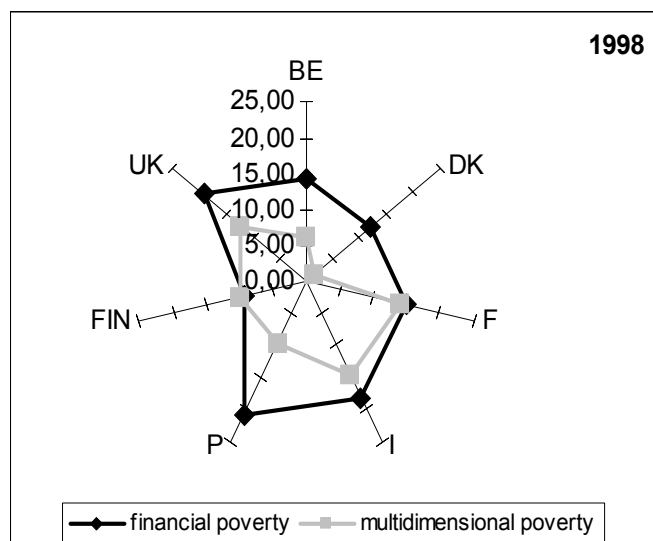 1998
BE
25,00
20,00
UK
DK
15,00
10,00
5,00
0,00
FIN
F
P
I
financial poverty
multidimensional poverty